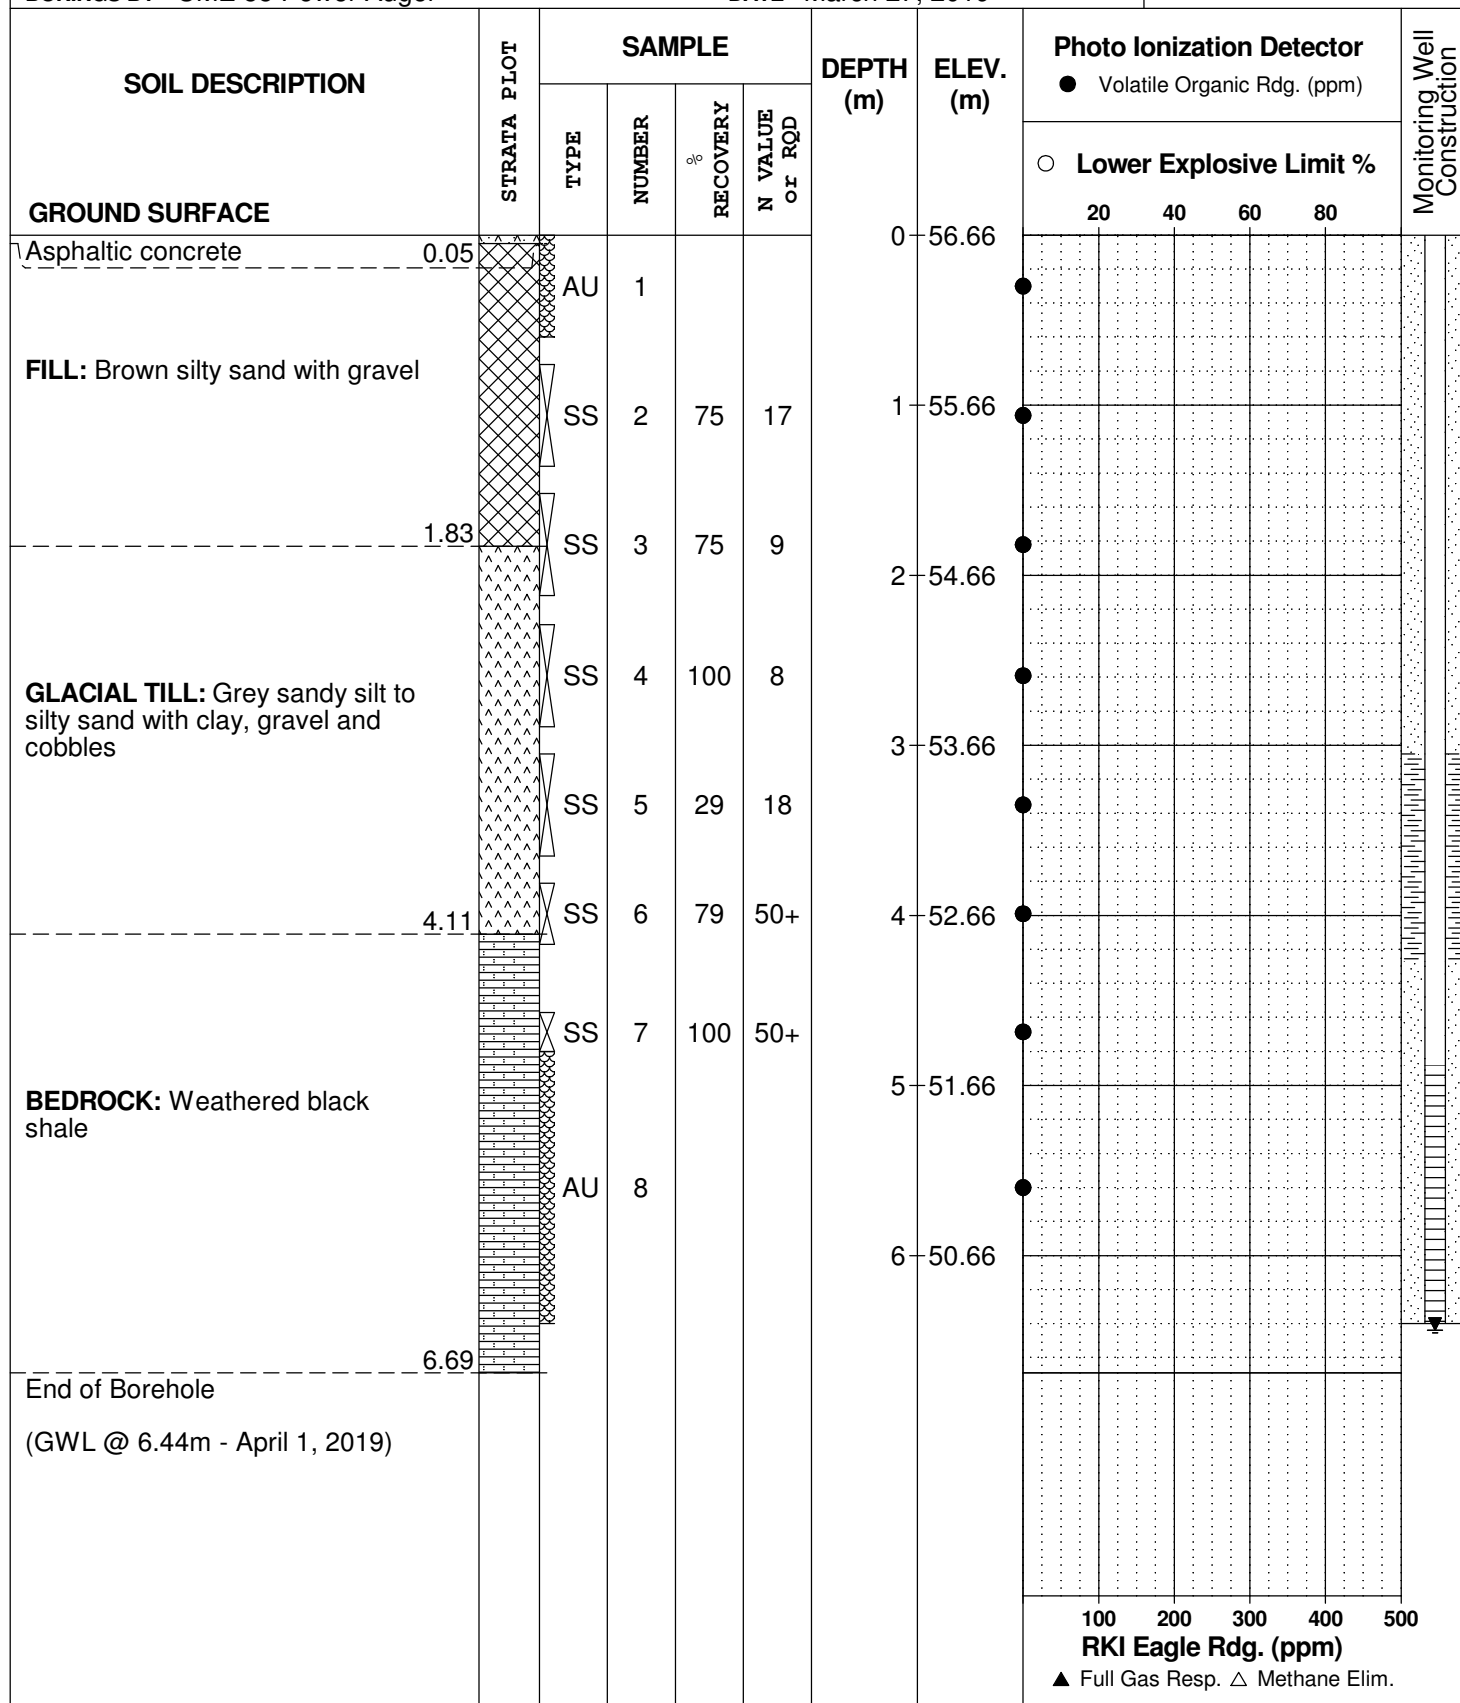 SOIL DESCRIPTION
GROUND SURFACE
STRATA PLOT
SAMPLE
TYPE
NUMBER
% RECOVERY
N VALUE
or RQD
DEPTH
(m)
ELEV.
(m)
Photo Ionization Detector
● Volatile Organic Rdg. (ppm)
○ Lower Explosive Limit %
20 40 60 80
Monitoring Well
Construction
0 56.66
Asphaltic concrete 0.05
AU 1
FILL: Brown silty sand with gravel
SS 2 75 17
1 55.66
1.83
SS 3 75 9
2 54.66
SS 4 100 8
GLACIAL TILL: Grey sandy silt to
silty sand with clay, gravel and
cobbles
3 53.66
SS 5 29 18
4.11
SS 6 79 50+
4 52.66
SS 7 100 50+
5 51.66
BEDROCK: Weathered black
shale
AU 8
6 50.66
6.69
End of Borehole
(GWL @ 6.44m - April 1, 2019)
100 200 300 400 500
RKI Eagle Rdg. (ppm)
▲ Full Gas Resp. △ Methane Elim.